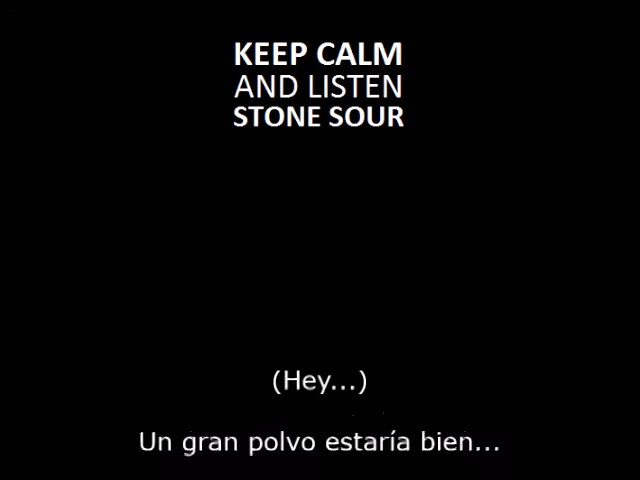 KEEP CALM
AND LISTEN
STONE SOUR
(Hey...)
Un gran polvo estaría bien...